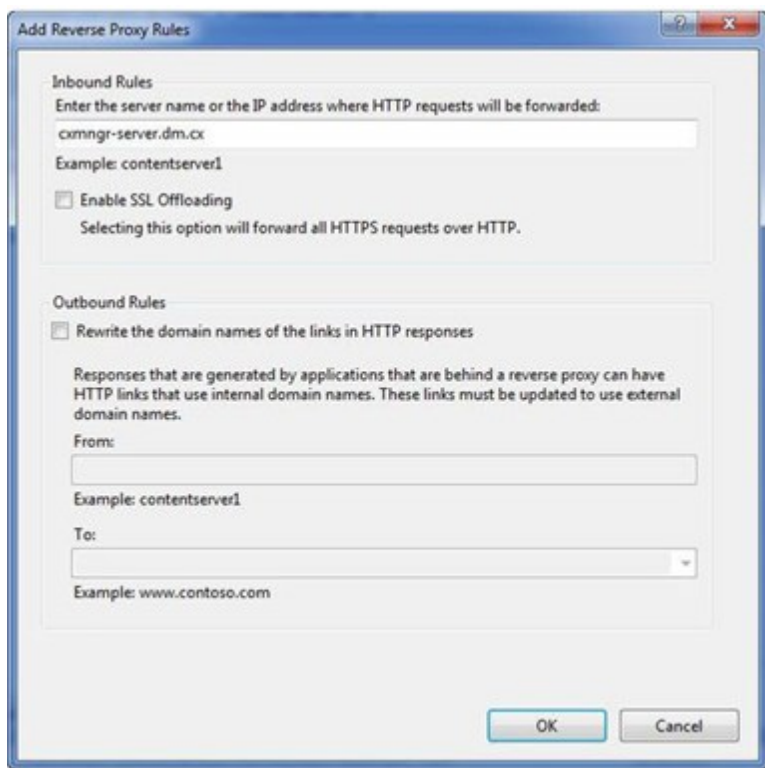 Add Reverse Proxy Rules
Inbound Rules
Enter the server name or the IP address where HTTP requests will be forwarded:
cxmngr-server.dm.cx
Example: contentserver1
Enable SSL Offloading
Selecting this option will forward all HTTPS requests over HTTP.
Outbound Rules
Rewrite the domain names of the links in HTTP responses
Responses that are generated by applications that are behind a reverse proxy can have
HTTP links that use internal domain names. These links must be updated to use external
domain names.
From:
Example: contentserver1
To:
Example: www.contoso.com
OK
Cancel